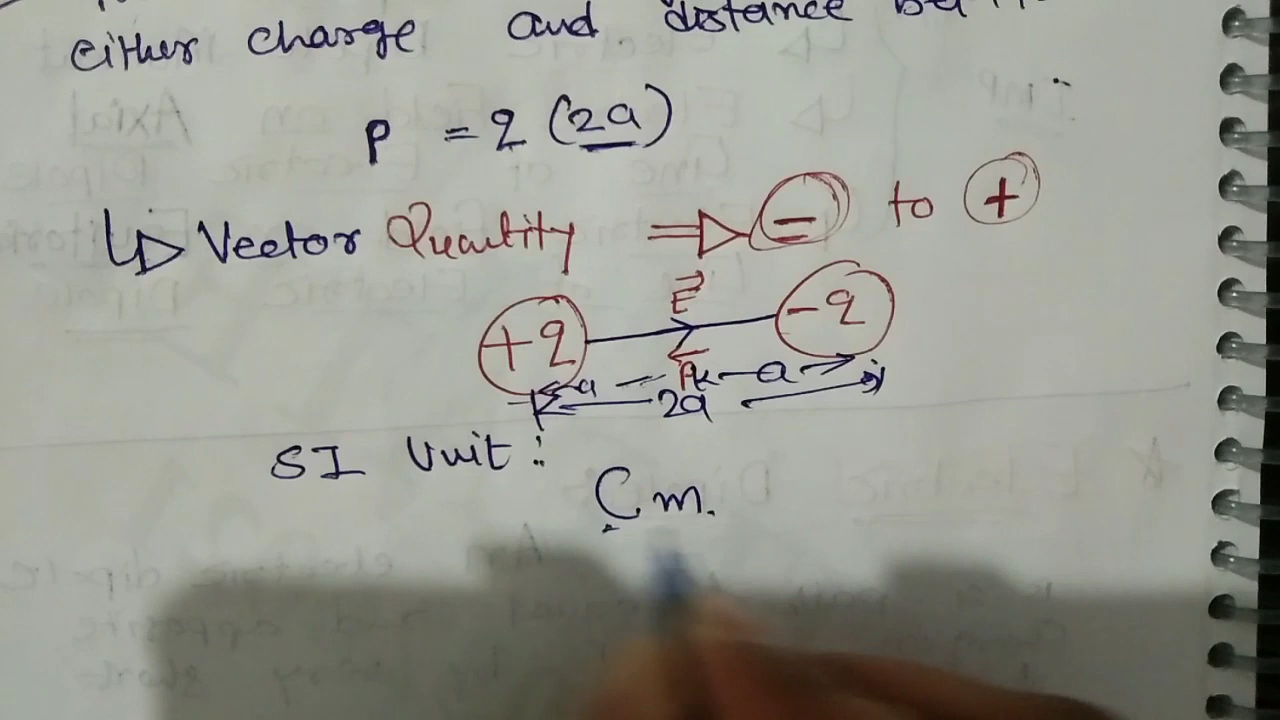 either charge and distance
P = q (2a)
Vector Quantity ⇒ - to +
E
+q -q
a P a
2a
SI Unit:
Cm.